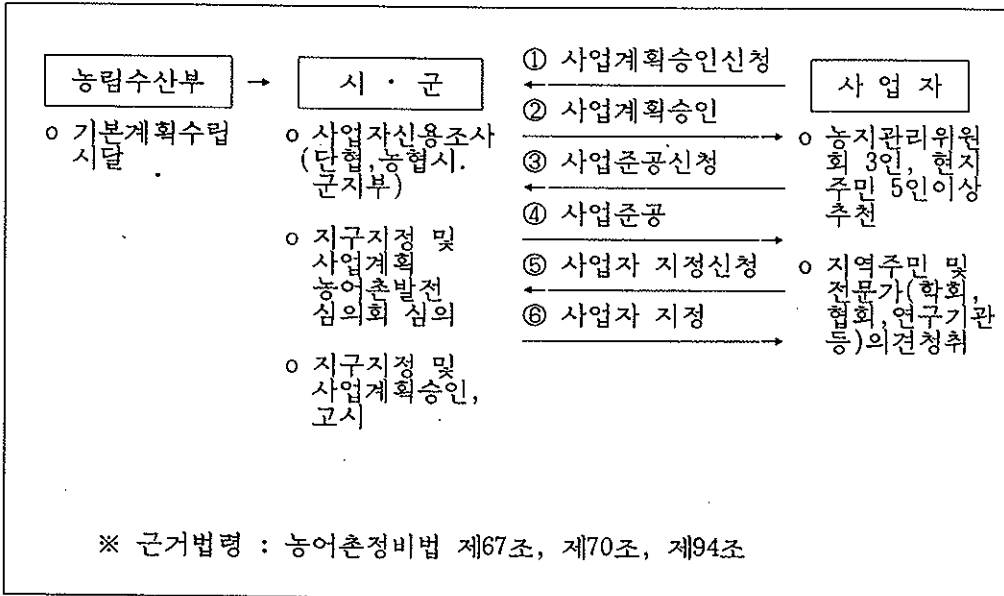 농림수산부 → 시 · 군
사 업 자
① 사업계획승인신청
② 사업계획승인
③ 사업준공신청
④ 사업준공
⑤ 사업자 지정신청
⑥ 사업자 지정
o 기본계획수립
시달
o 사업자신용조사
(단협,농협시.
군지부)
o 지구지정 및
사업계획
농어촌발전
심의회 심의
o 지구지정 및
사업계획승인,
고시
o 농지관리위원
회 3인, 현지
주민 5인이상
추천
o 지역주민 및
전문가(학회,
협회,연구기관
등)의견청취
※ 근거법령 : 농어촌정비법 제67조, 제70조, 제94조